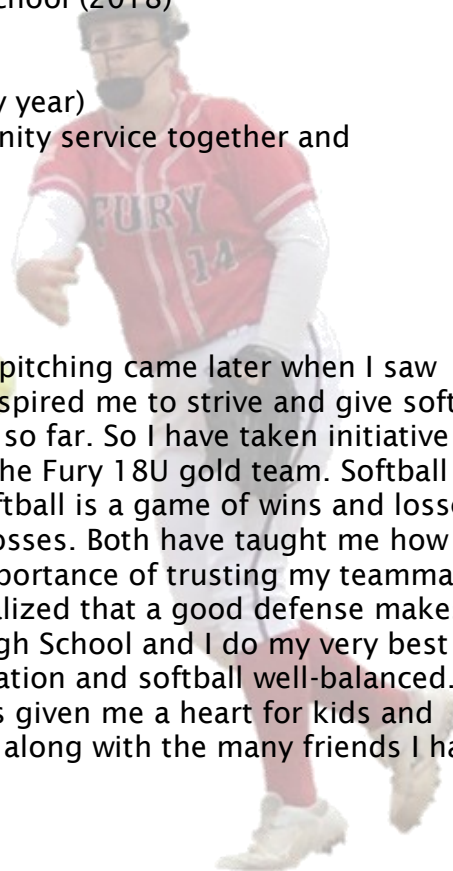 chool (2018)
y year)
nity service together and
FURY
14
pitching came later when I saw
spired me to strive and give soft
so far. So I have taken initiative
he Fury 18U gold team. Softball
ftball is a game of wins and losse
osses. Both have taught me how
portance of trusting my teamma
alized that a good defense make
gh School and I do my very best
ation and softball well-balanced.
s given me a heart for kids and
along with the many friends I ha